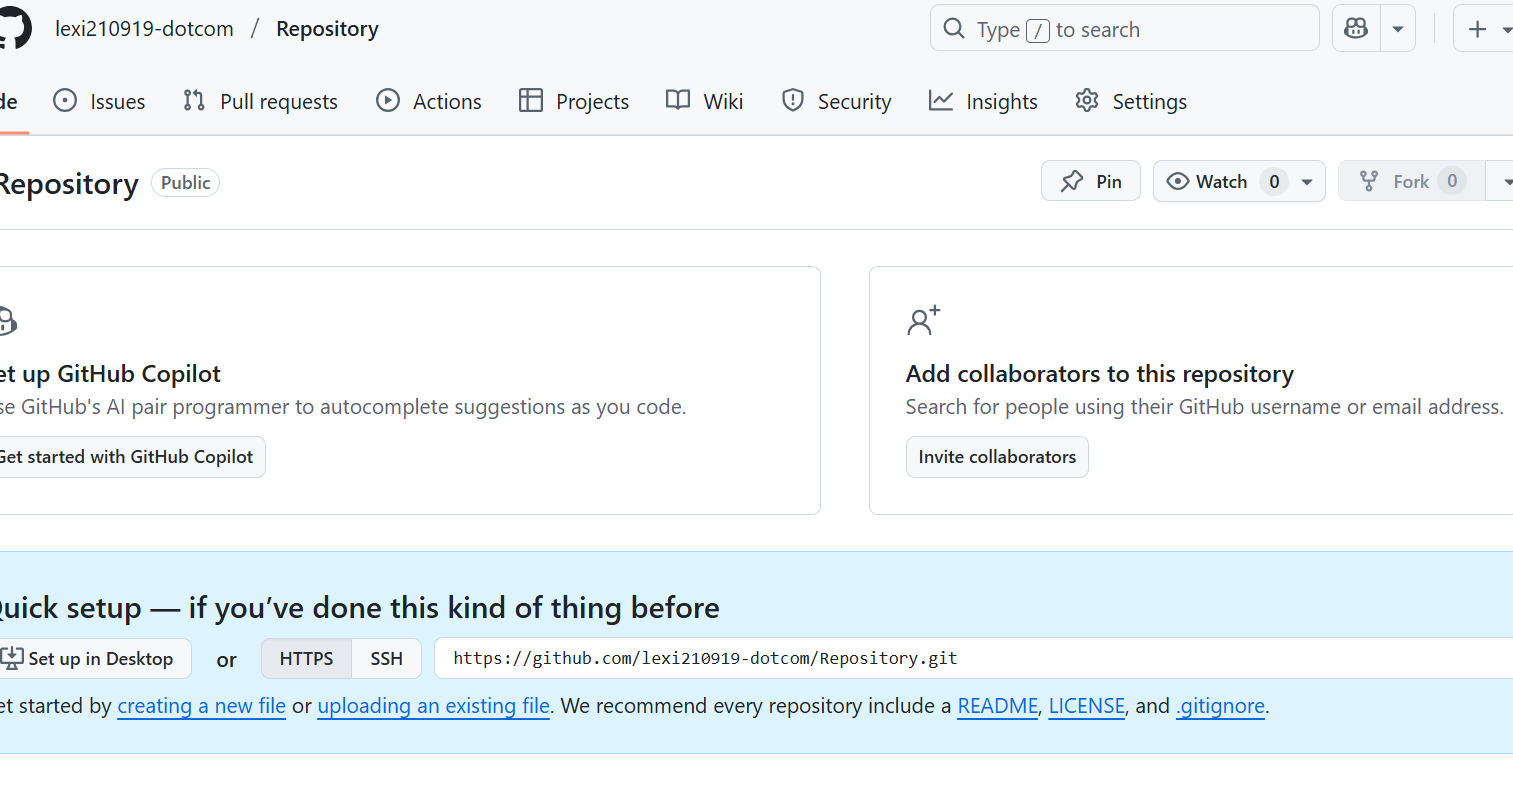 lexi210919-dotcom / Repository
Type / to search
de Issues Pull requests Actions Projects Wiki Security Insights Settings
Repository Public
Pin Watch 0 Fork 0
et up GitHub Copilot
se GitHub's AI pair programmer to autocomplete suggestions as you code.
Get started with GitHub Copilot
Add collaborators to this repository
Search for people using their GitHub username or email address.
Invite collaborators
Quick setup — if you’ve done this kind of thing before
Set up in Desktop or HTTPS SSH https://github.com/lexi210919-dotcom/Repository.git
et started by creating a new file or uploading an existing file. We recommend every repository include a README, LICENSE, and .gitignore.